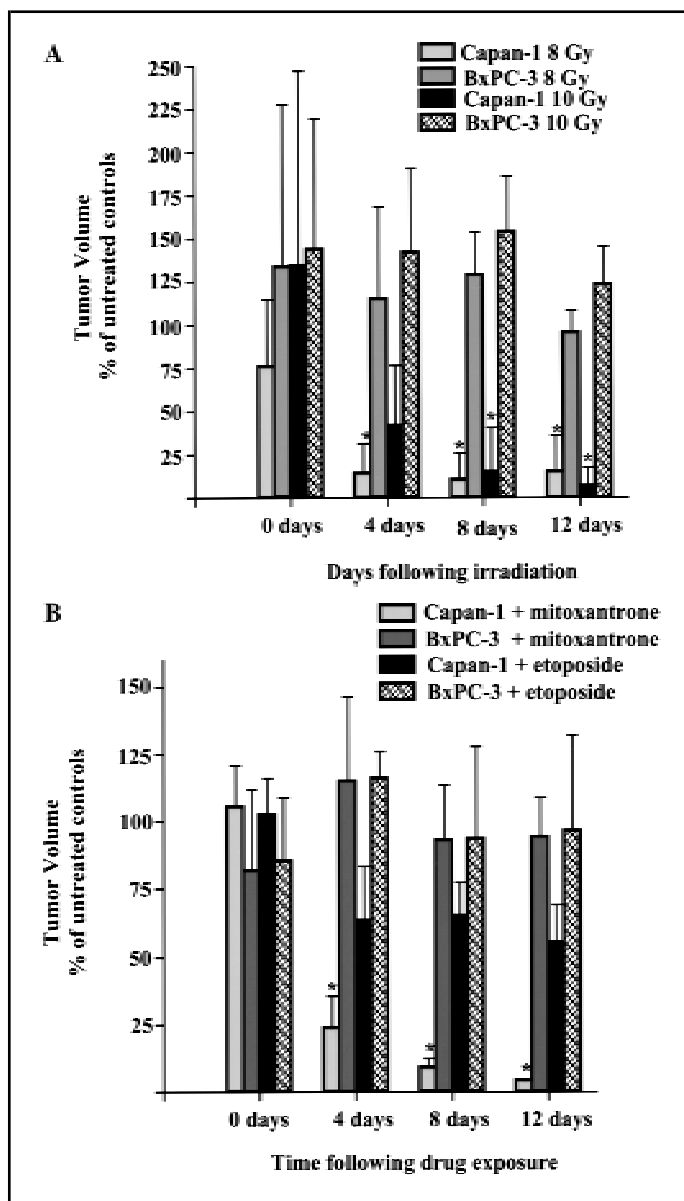 A
Capan-1 8 Gy
BxPC-3 8 Gy
Capan-1 10 Gy
BxPC-3 10 Gy
250
225
200
175
150
125
100
75
50
25
Tumor Volume
% of untreated controls
* * * * *
0 days 4 days 8 days 12 days
Days following irradiation
B
Capan-1 + mitoxantrone
BxPC-3 + mitoxantrone
Capan-1 + etoposide
BxPC-3 + etoposide
150
125
100
75
50
25
Tumor Volume
% of untreated controls
* * *
0 days 4 days 8 days 12 days
Time following drug exposure